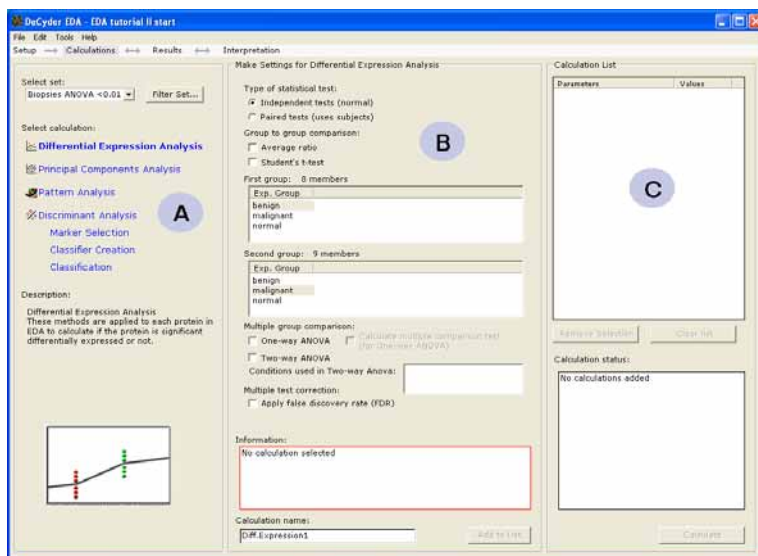 DeCyder EDA - EDA tutorial II start
File Edit Tools Help
Setup Calculations Results Interpretation
Select set:
Biopsies ANOVA <0.01
Filter Set...
Select calculation:
Differential Expression Analysis
Principal Components Analysis
Pattern Analysis
Discriminant Analysis
Marker Selection
Classifier Creation
Classification
A
Description:
Differential Expression Analysis
These methods are applied to each protein in
EDA to calculate if the protein is significant
differentially expressed or not.
Make Settings for Differential Expression Analysis
Type of statistical test:
Independent tests (normal)
Paired tests (uses subjects)
Group to group comparison:
Average ratio
Student's t-test
B
First group: 8 members
Exp. Group
benign
malignant
normal
Second group: 9 members
Exp. Group
benign
malignant
normal
Multiple group comparison:
One-way ANOVA
Calculate multiple comparison test
(for One-way ANOVA)
Two-way ANOVA
Conditions used in Two-way Anova:
Multiple test correction:
Apply false discovery rate (FDR)
Information:
No calculation selected
Calculation name:
Diff.Expression1
Add to List
Calculation List
Parameters Values
C
Remove Selection
Clear list
Calculation status:
No calculations added
Calculate